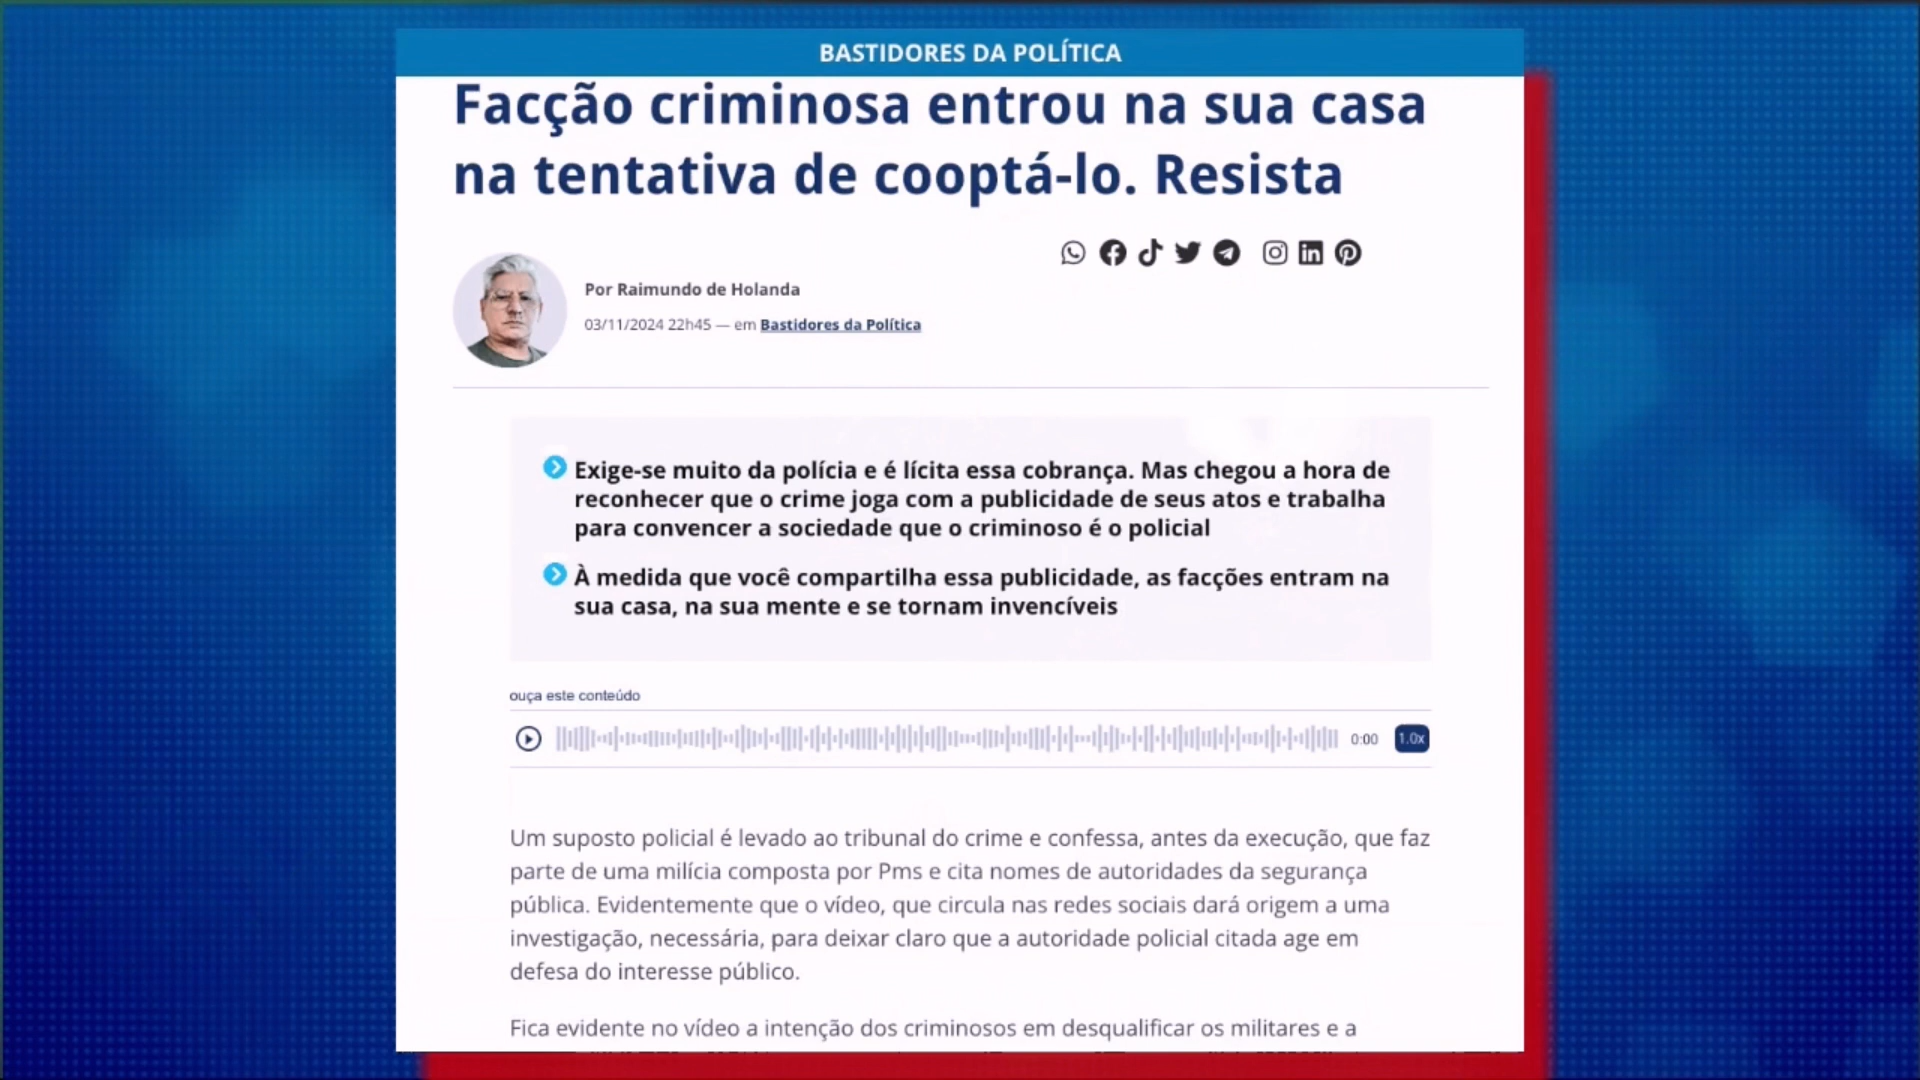 BASTIDORES DA POLÍTICA
Facção criminosa entrou na sua casa
na tentativa de cooptá-lo. Resista
Por Raimundo de Holanda
03/11/2024 22h45 — em Bastidores da Política
Exige-se muito da polícia e é lícita essa cobrança. Mas chegou a hora de
reconhecer que o crime joga com a publicidade de seus atos e trabalha
para convencer a sociedade que o criminoso é o policial
À medida que você compartilha essa publicidade, as facções entram na
sua casa, na sua mente e se tornam invencíveis
ouça este conteúdo
0:00
1.0x
Um suposto policial é levado ao tribunal do crime e confessa, antes da execução, que faz
parte de uma milícia composta por Pms e cita nomes de autoridades da segurança
pública. Evidentemente que o vídeo, que circula nas redes sociais dará origem a uma
investigação, necessária, para deixar claro que a autoridade policial citada age em
defesa do interesse público.
Fica evidente no vídeo a intenção dos criminosos em desqualificar os militares e a